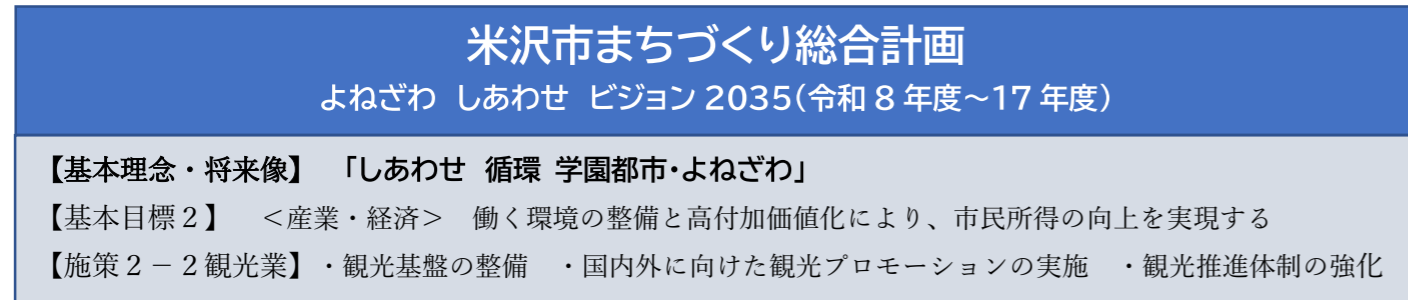 米沢市まちづくり総合計画
よねざわ しあわせ ビジョン 2035(令和 8 年度～17 年度)
【基本理念・将来像】 「しあわせ 循環 学園都市・よねざわ」
【基本目標２】 ＜産業・経済＞ 働く環境の整備と高付加価値化により、市民所得の向上を実現する
【施策２－２観光業】・観光基盤の整備 ・国内外に向けた観光プロモーションの実施 ・観光推進体制の強化